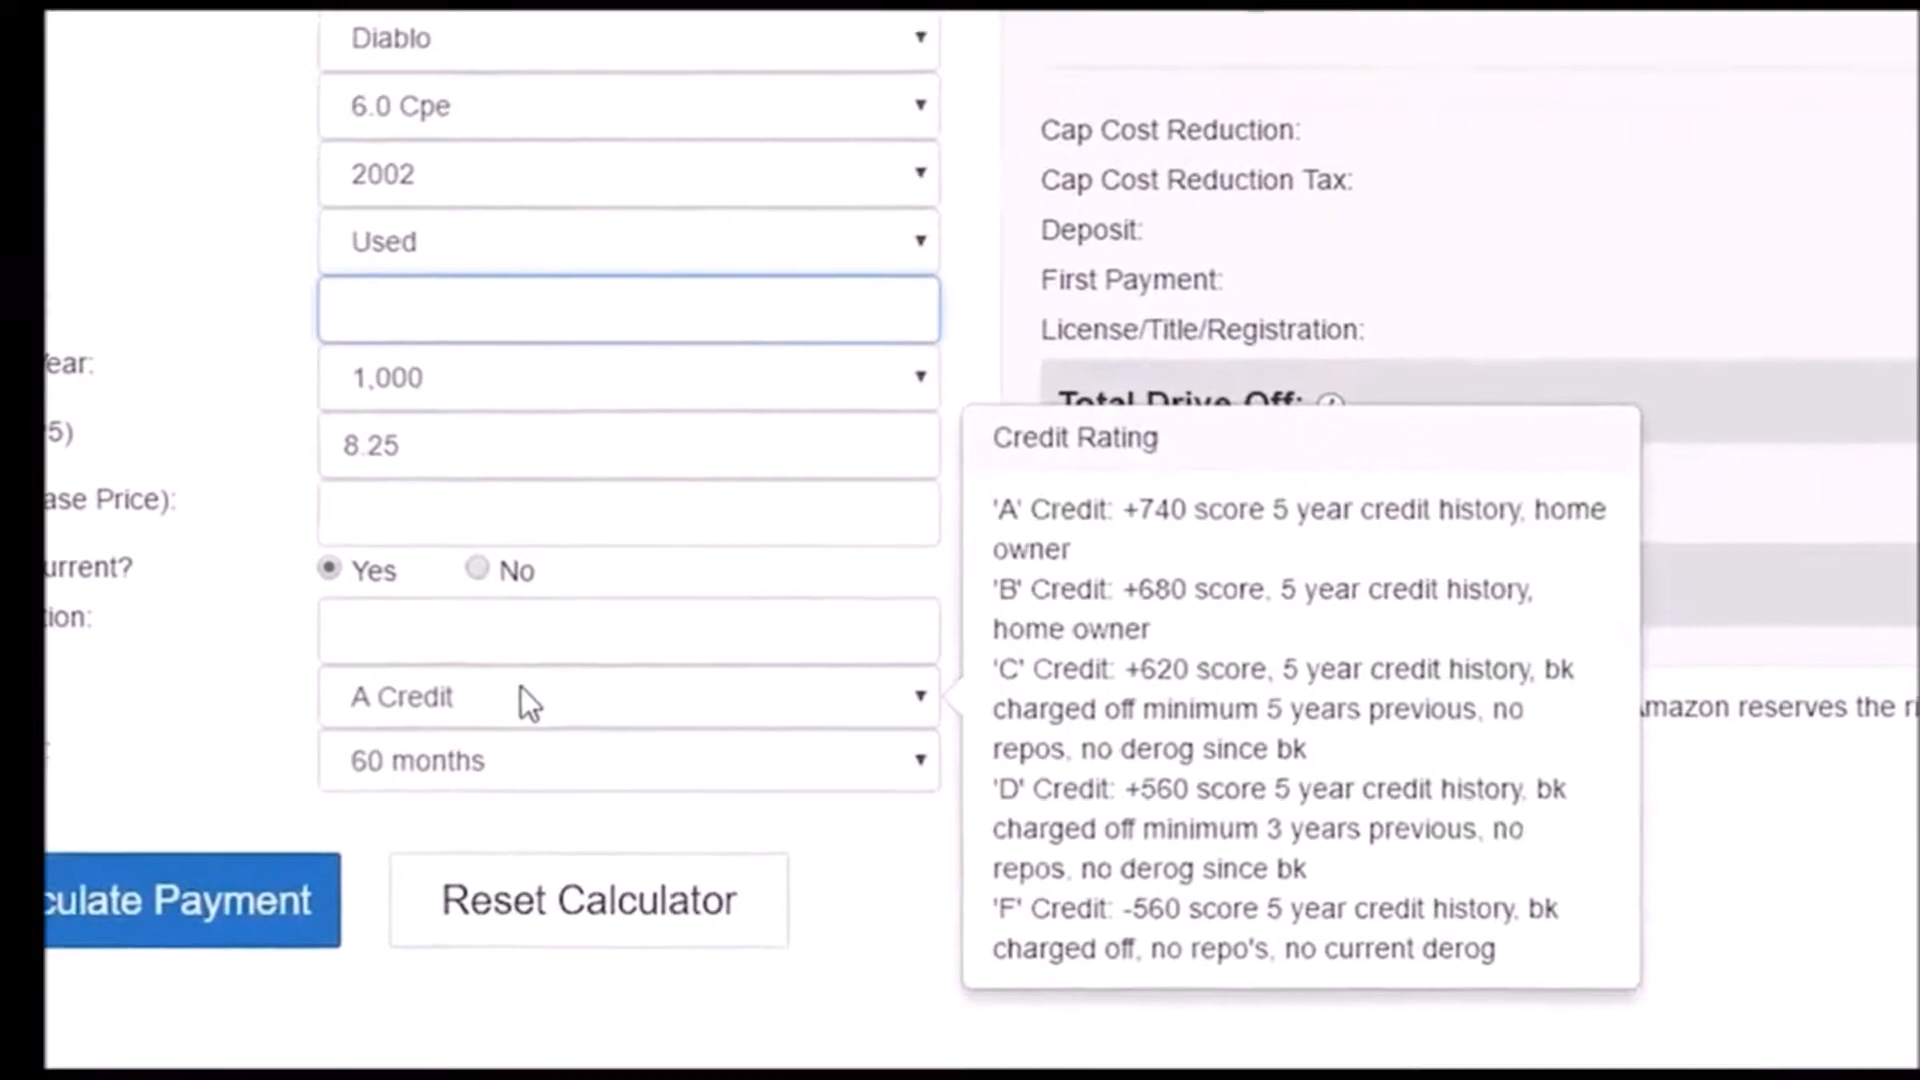 Diablo
6.0 Cpe
2002
Used
ear:
1,000
5)
8.25
ase Price):
urrent?
Yes
No
tion:
A Credit
60 months
culate Payment
Reset Calculator
Cap Cost Reduction:
Cap Cost Reduction Tax:
Deposit:
First Payment:
License/Title/Registration:
Total Drive Off:
Credit Rating
'A' Credit: +740 score 5 year credit history, home
owner
'B' Credit: +680 score, 5 year credit history,
home owner
'C' Credit: +620 score, 5 year credit history, bk
charged off minimum 5 years previous, no
repos, no derog since bk
'D' Credit: +560 score 5 year credit history, bk
charged off minimum 3 years previous, no
repos, no derog since bk
'F' Credit: -560 score 5 year credit history, bk
charged off, no repo's, no current derog
Amazon reserves the ri